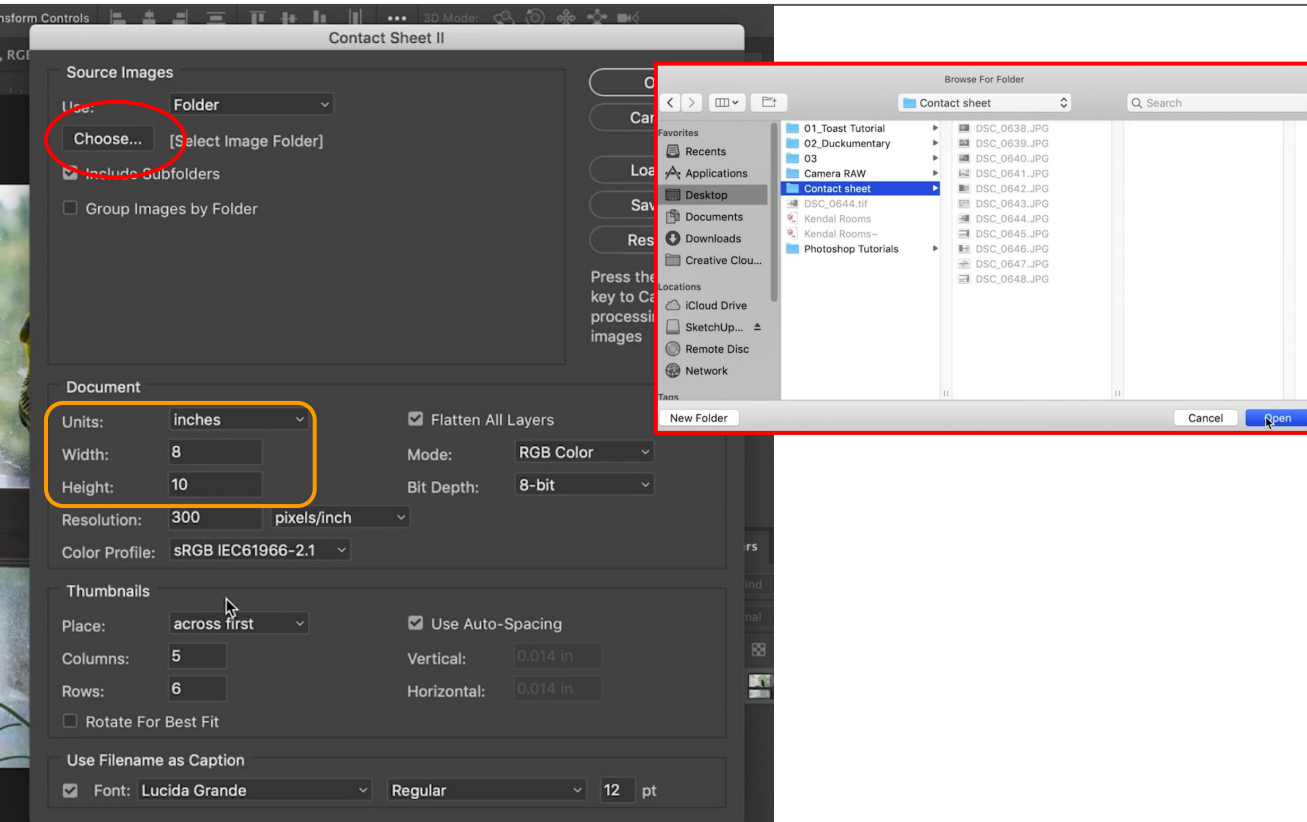 nsform Controls
3D Mode:
Contact Sheet II
, RGB
Source Images
Use: Folder
Choose... [Select Image Folder]
Include Subfolders
Group Images by Folder
Press the
key to Ca
processin
images
Browse For Folder
Contact sheet
Search
Favorites
Recents
Applications
Desktop
Documents
Downloads
Creative Clou...
Locations
iCloud Drive
SketchUp...
Remote Disc
Network
Tags
01_Toast Tutorial
02_Duckumentary
03
Camera RAW
Contact sheet
DSC_0644.tif
Kendal Rooms
Kendal Rooms~
Photoshop Tutorials
DSC_0638.JPG
DSC_0639.JPG
DSC_0640.JPG
DSC_0641.JPG
DSC_0642.JPG
DSC_0643.JPG
DSC_0644.JPG
DSC_0645.JPG
DSC_0646.JPG
DSC_0647.JPG
DSC_0648.JPG
New Folder Cancel Open
Document
Units: inches
Width: 8
Height: 10
Resolution: 300 pixels/inch
Color Profile: sRGB IEC61966-2.1
Flatten All Layers
Mode: RGB Color
Bit Depth: 8-bit
Thumbnails
Place: across first
Columns: 5
Rows: 6
Rotate For Best Fit
Use Auto-Spacing
Vertical: 0.014 in
Horizontal: 0.014 in
Use Filename as Caption
Font: Lucida Grande Regular 12 pt